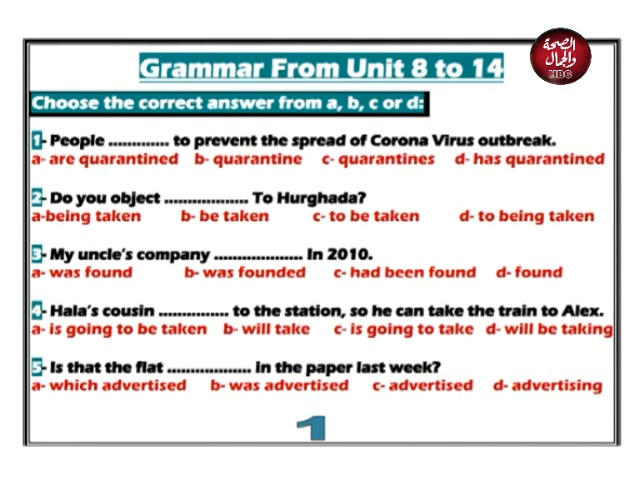 الصحة
والجمال
HBC
Grammar From Unit 8 to 14
Choose the correct answer from a, b, c or d:
1- People ............. to prevent the spread of Corona Virus outbreak.
a- are quarantined b- quarantine c- quarantines d- has quarantined
2- Do you object .................. To Hurghada?
a-being taken b- be taken c- to be taken d- to being taken
3- My uncle's company ................... In 2010.
a- was found b- was founded c- had been found d- found
4- Hala's cousin ............... to the station, so he can take the train to Alex.
a- is going to be taken b- will take c- is going to take d- will be taking
5- Is that the flat .................. in the paper last week?
a- which advertised b- was advertised c- advertised d- advertising
1